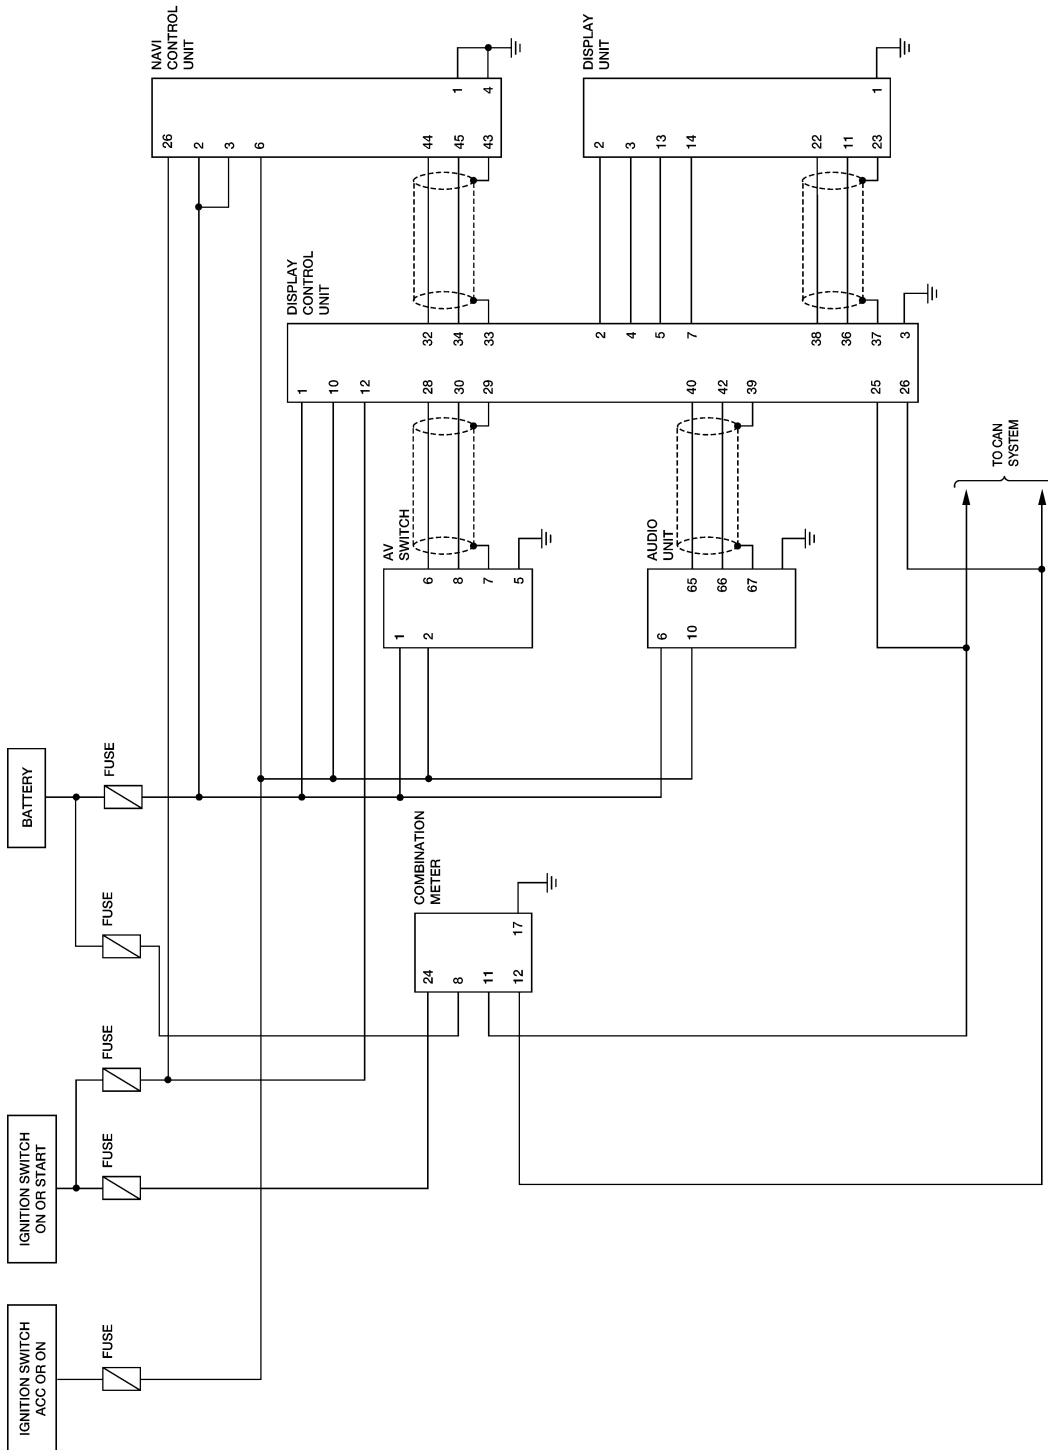 IGNITION SWITCH
ACC OR ON
IGNITION SWITCH
ON OR START
BATTERY
FUSE
FUSE
FUSE
FUSE
FUSE
NAVI
CONTROL
UNIT
26
2
3
6
44
45
43
1
4
DISPLAY
CONTROL
UNIT
1
10
12
28
30
29
40
42
39
25
26
32
34
33
2
4
5
7
38
36
37
3
AV
SWITCH
1
2
6
8
7
5
COMBINATION
METER
24
8
11
12
17
DISPLAY
UNIT
2
3
13
14
22
11
23
1
AUDIO
UNIT
6
10
65
66
67
TO CAN
SYSTEM